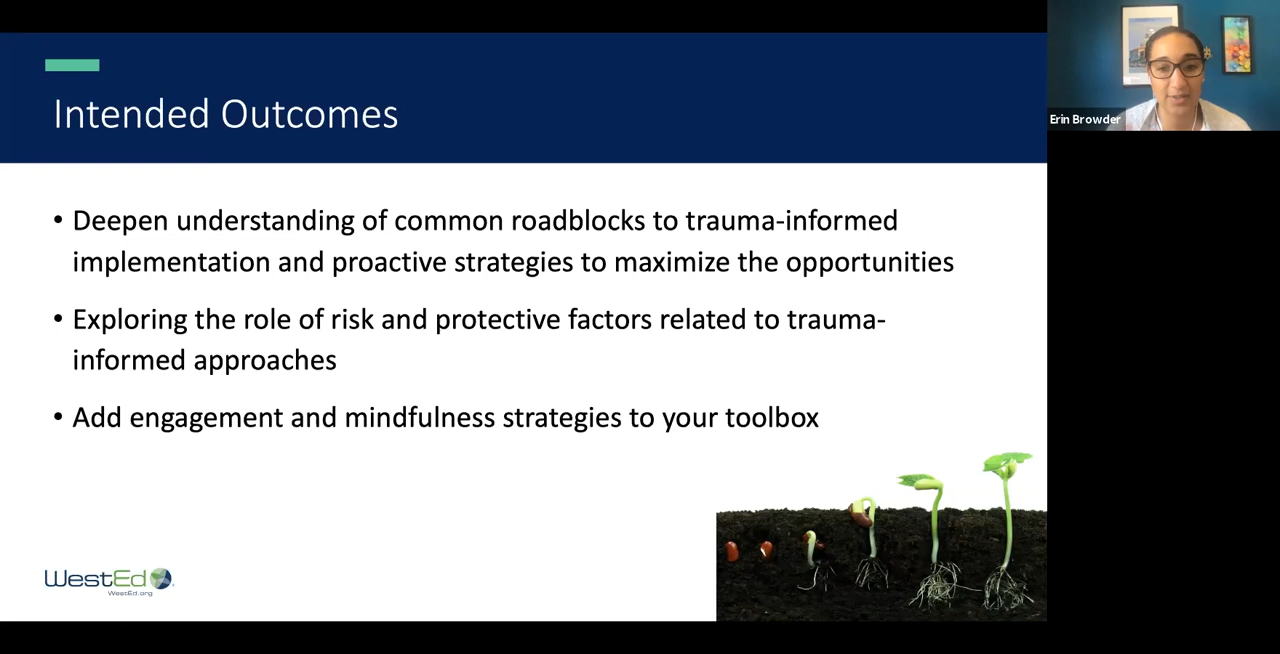 Intended Outcomes
• Deepen understanding of common roadblocks to trauma-informed
implementation and proactive strategies to maximize the opportunities
• Exploring the role of risk and protective factors related to trauma-
informed approaches
• Add engagement and mindfulness strategies to your toolbox
WestEd
WestEd.org
Erin Browder